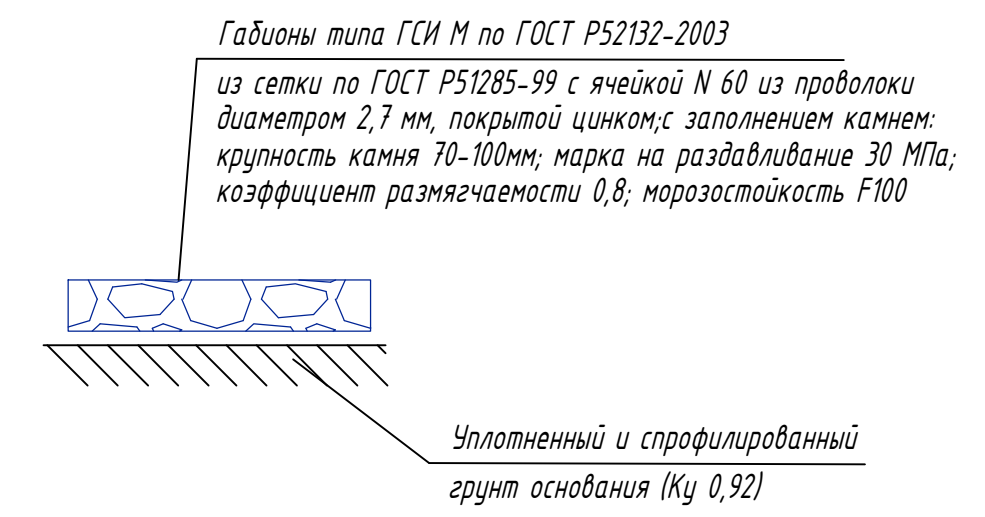 Габионы типа ГСИ М по ГОСТ Р52132-2003
из сетки по ГОСТ Р51285-99 с ячейкой N 60 из проволоки
диаметром 2,7 мм, покрытой цинком;с заполнением камнем:
крупность камня 70-100мм; марка на раздавливание 30 МПа;
коэффициент размягчаемости 0,8; морозостойкость F100
Уплотненный и спрофилированный
грунт основания (Ку 0,92)